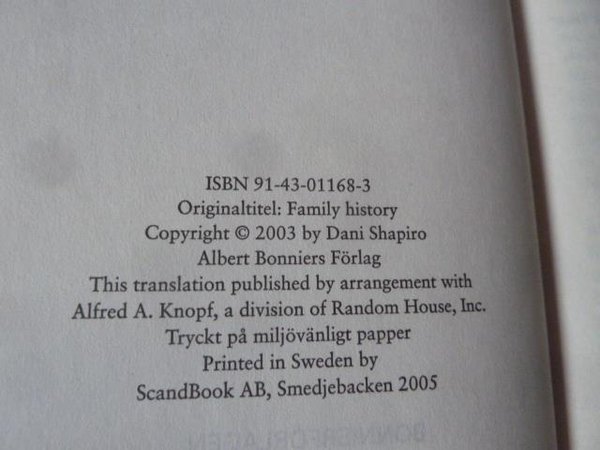 ISBN 91-43-01168-3
Originaltitel: Family history
Copyright © 2003 by Dani Shapiro
Albert Bonniers Förlag
This translation published by arrangement with
Alfred A. Knopf, a division of Random House, Inc.
Tryckt på miljövänligt papper
Printed in Sweden by
ScandBook AB, Smedjebacken 2005